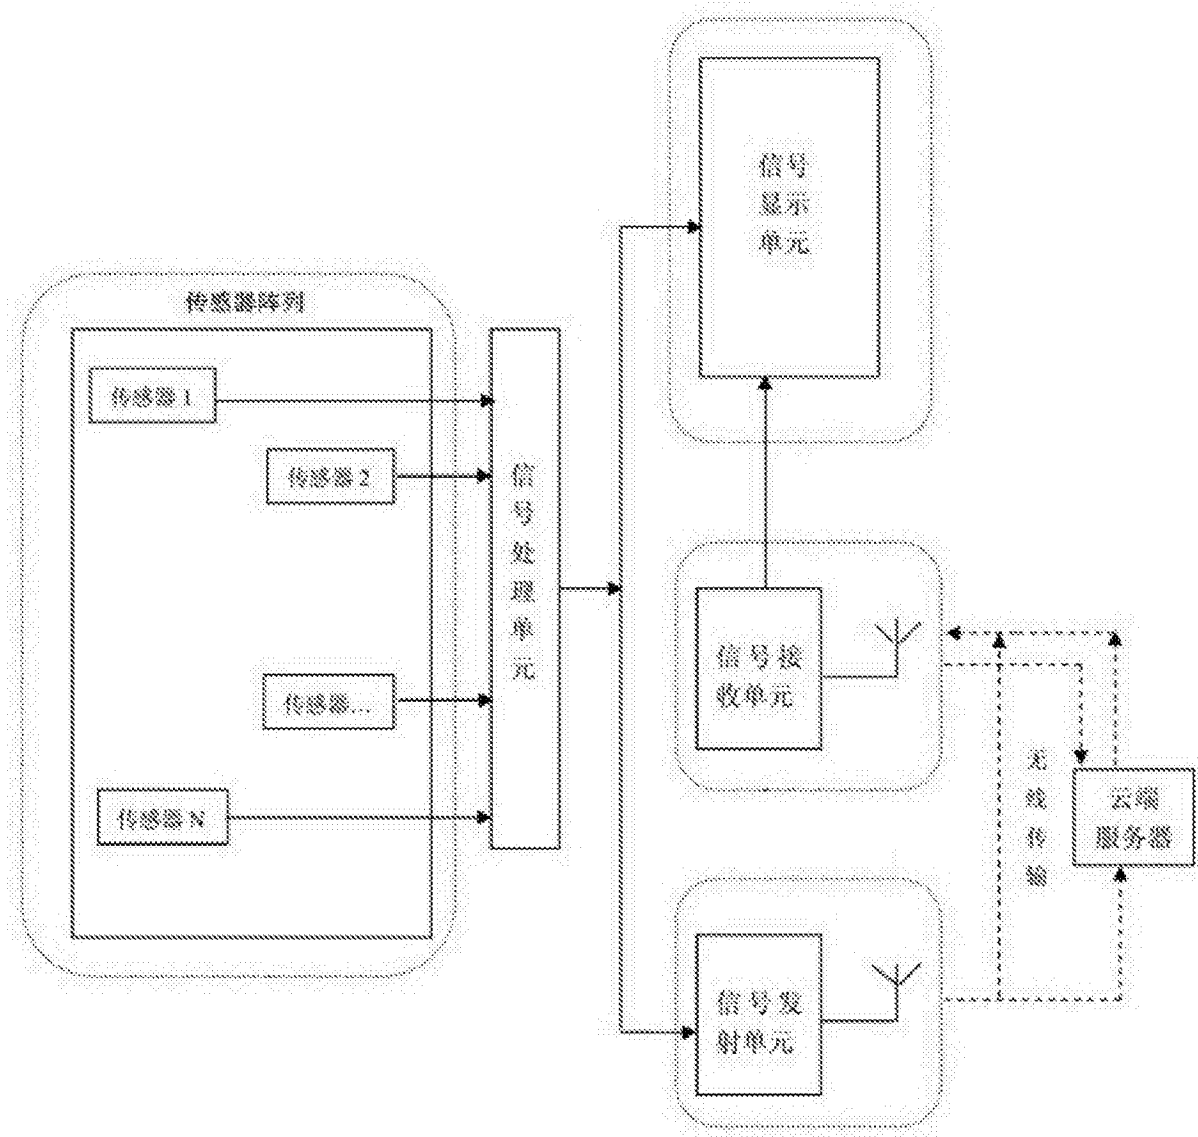 信号
显示
单元
传感器阵列
传感器 1
传感器 2
传感器…
传感器 N
信
号
处
理
单
元
信号接
收单元
无
线
传
输
云端
服务器
信号发
射单元